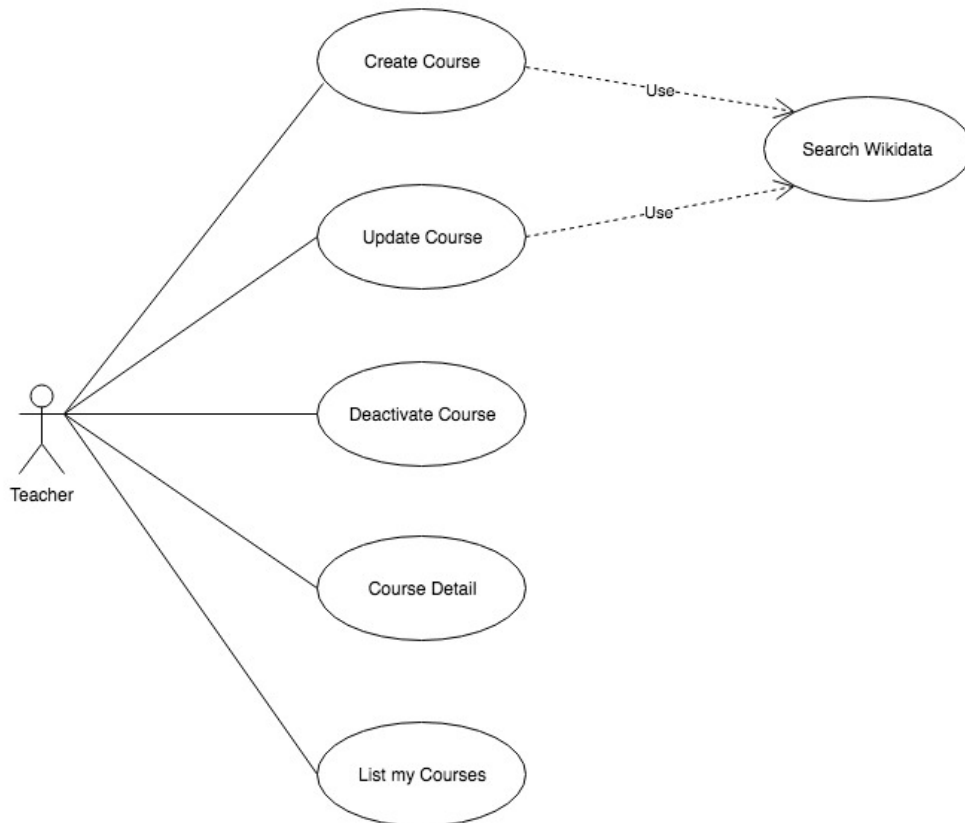 Create Course
Use
Search Wikidata
Update Course
Use
Deactivate Course
Teacher
Course Detail
List my Courses